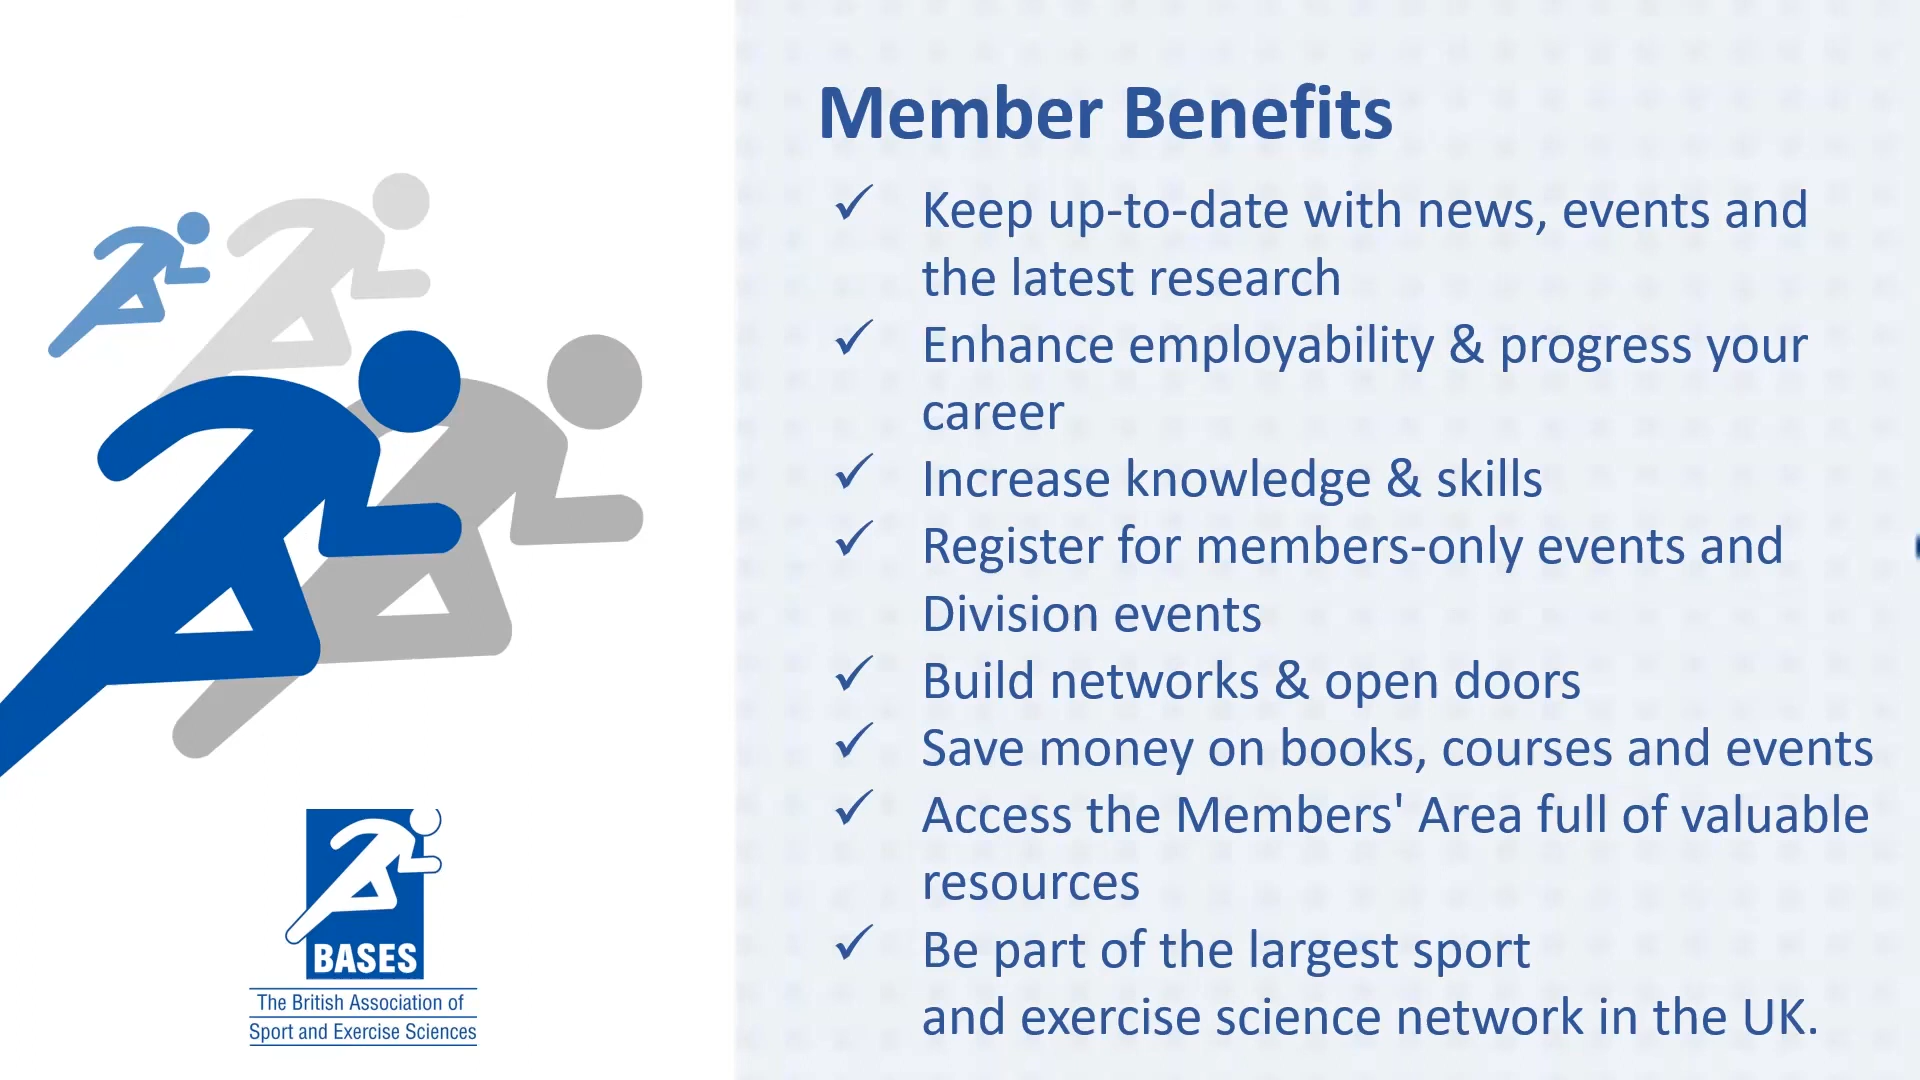 Member Benefits
✓ Keep up-to-date with news, events and
the latest research
✓ Enhance employability & progress your
career
✓ Increase knowledge & skills
✓ Register for members-only events and
Division events
✓ Build networks & open doors
✓ Save money on books, courses and events
✓ Access the Members' Area full of valuable
resources
✓ Be part of the largest sport
and exercise science network in the UK.
BASES
The British Association of
Sport and Exercise Sciences